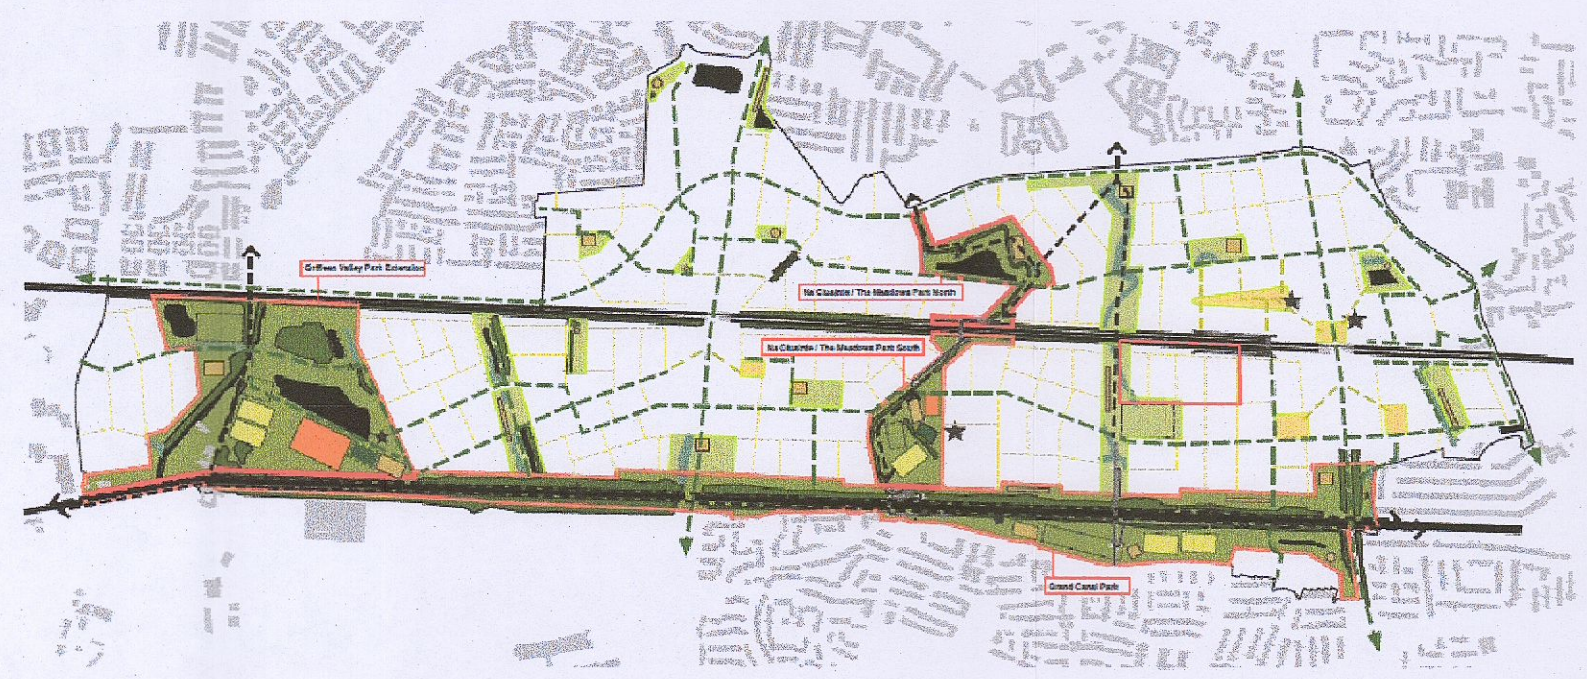 Griffeen Valley Park Extension
Na Cluainte / The Meadows Park North
Na Cluainte / The Meadows Park South
Grand Canal Park